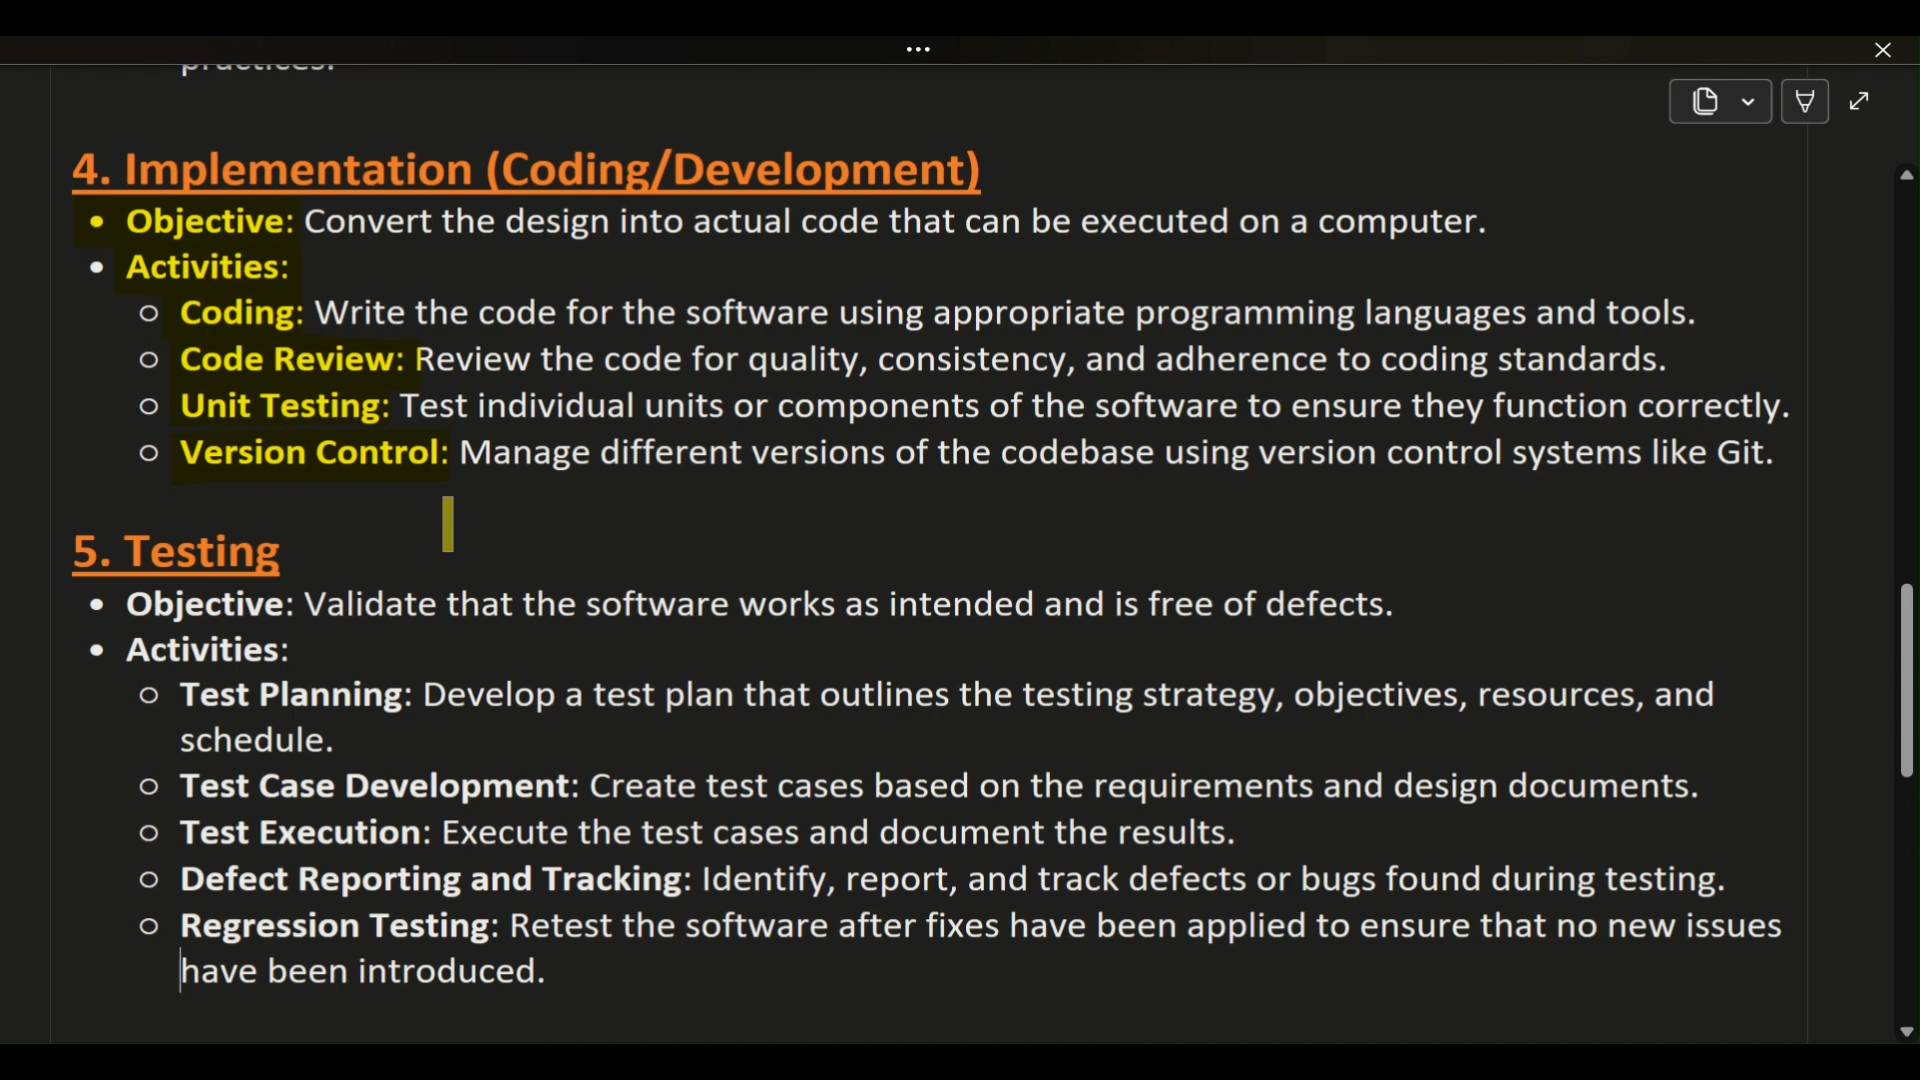 practices.
4. Implementation (Coding/Development)
• Objective: Convert the design into actual code that can be executed on a computer.
• Activities:
○ Coding: Write the code for the software using appropriate programming languages and tools.
○ Code Review: Review the code for quality, consistency, and adherence to coding standards.
○ Unit Testing: Test individual units or components of the software to ensure they function correctly.
○ Version Control: Manage different versions of the codebase using version control systems like Git.
5. Testing
• Objective: Validate that the software works as intended and is free of defects.
• Activities:
○ Test Planning: Develop a test plan that outlines the testing strategy, objectives, resources, and
schedule.
○ Test Case Development: Create test cases based on the requirements and design documents.
○ Test Execution: Execute the test cases and document the results.
○ Defect Reporting and Tracking: Identify, report, and track defects or bugs found during testing.
○ Regression Testing: Retest the software after fixes have been applied to ensure that no new issues
have been introduced.